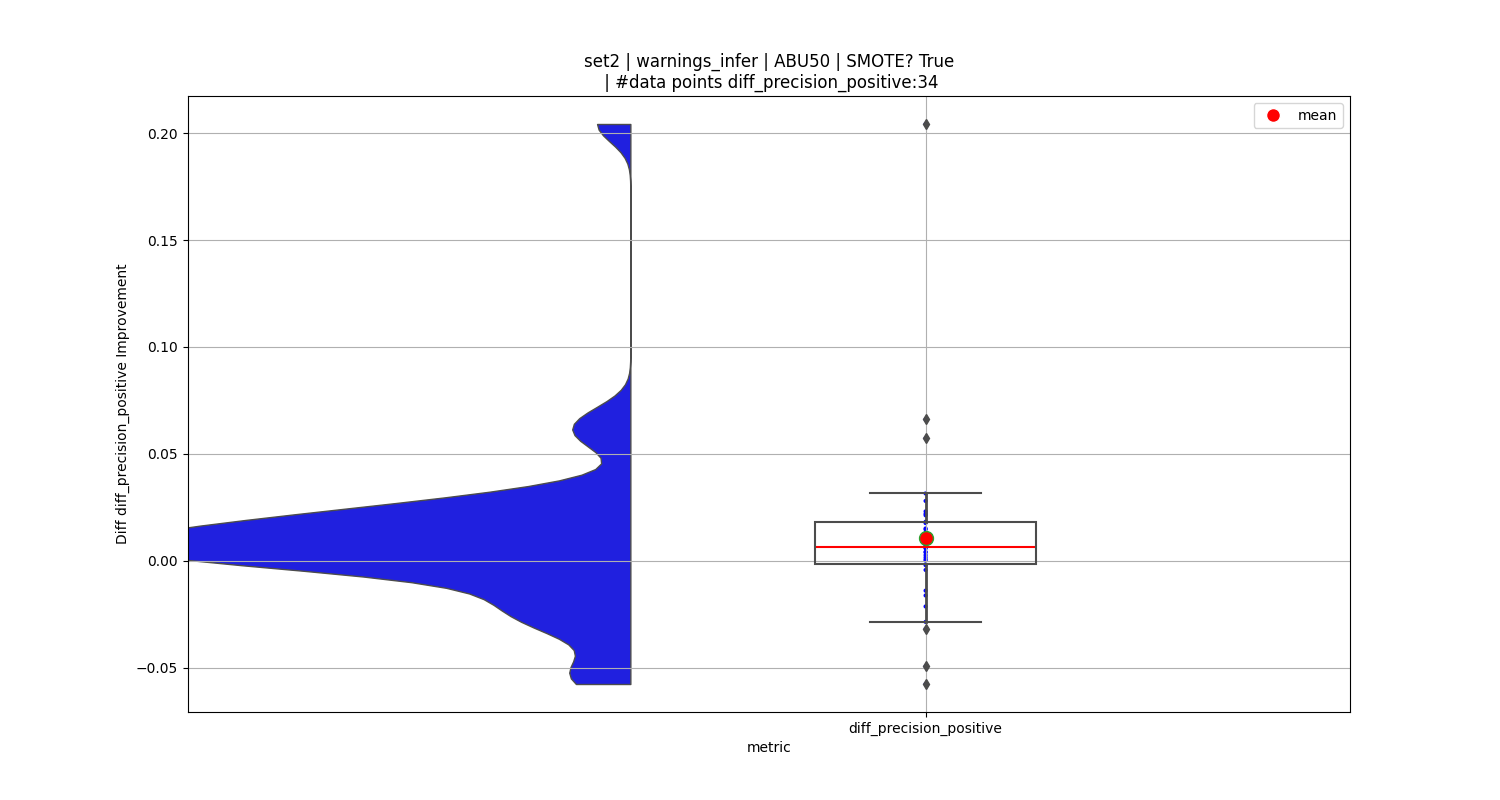 set2 | warnings_infer | ABU50 | SMOTE? True
| #data points diff_precision_positive:34
mean
0.20
0.15
0.10
0.05
0.00
−0.05
Diff diff_precision_positive Improvement
diff_precision_positive
metric